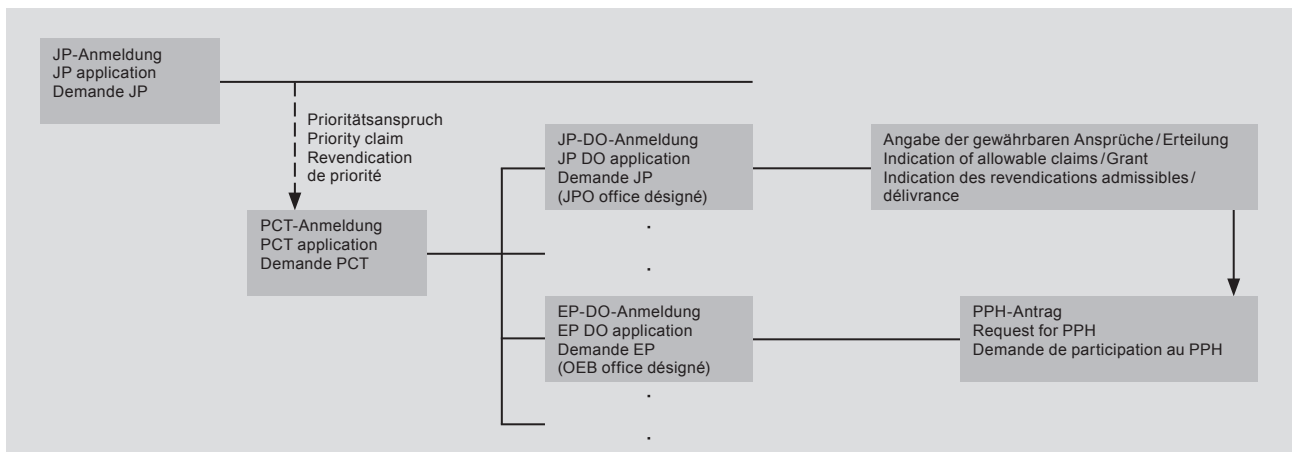 JP-Anmeldung
JP application
Demande JP
Prioritätsanspruch
Priority claim
Revendication
de priorité
PCT-Anmeldung
PCT application
Demande PCT
JP-DO-Anmeldung
JP DO application
Demande JP
(JPO office désigné)
.
.
EP-DO-Anmeldung
EP DO application
Demande EP
(OEB office désigné)
.
.
Angabe der gewährbaren Ansprüche/Erteilung
Indication of allowable claims/Grant
Indication des revendications admissibles/
délivrance
PPH-Antrag
Request for PPH
Demande de participation au PPH